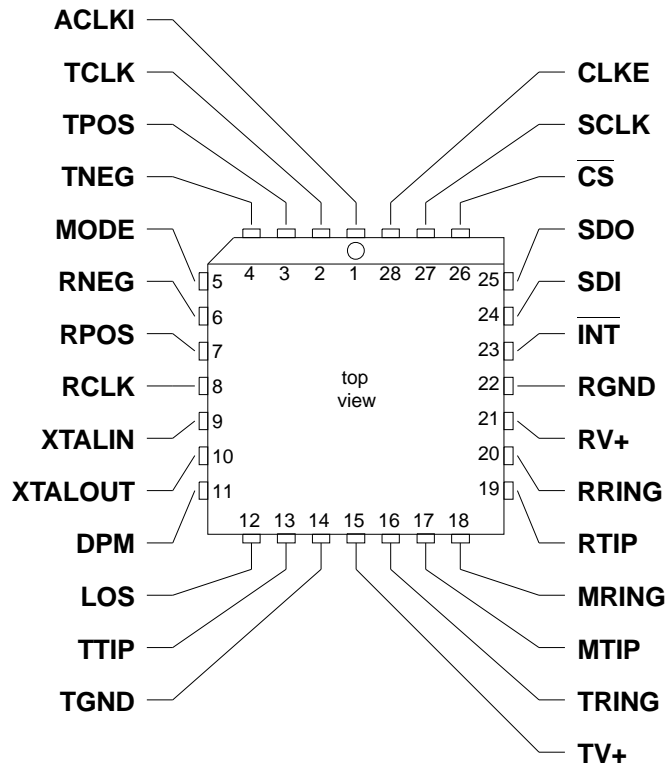 ACLKI
TCLK
TPOS
TNEG
MODE
RNEG
RPOS
RCLK
XTALIN
XTALOUT
DPM
LOS
TTIP
TGND
CLKE
SCLK
C̅S̅
SDO
SDI
I̅N̅T̅
RGND
RV+
RRING
RTIP
MRING
MTIP
TRING
TV+
4 3 2 1 28 27 26
5
6
7
8
9
10
11
25
24
23
22
21
20
19
top
view
12 13 14 15 16 17 18